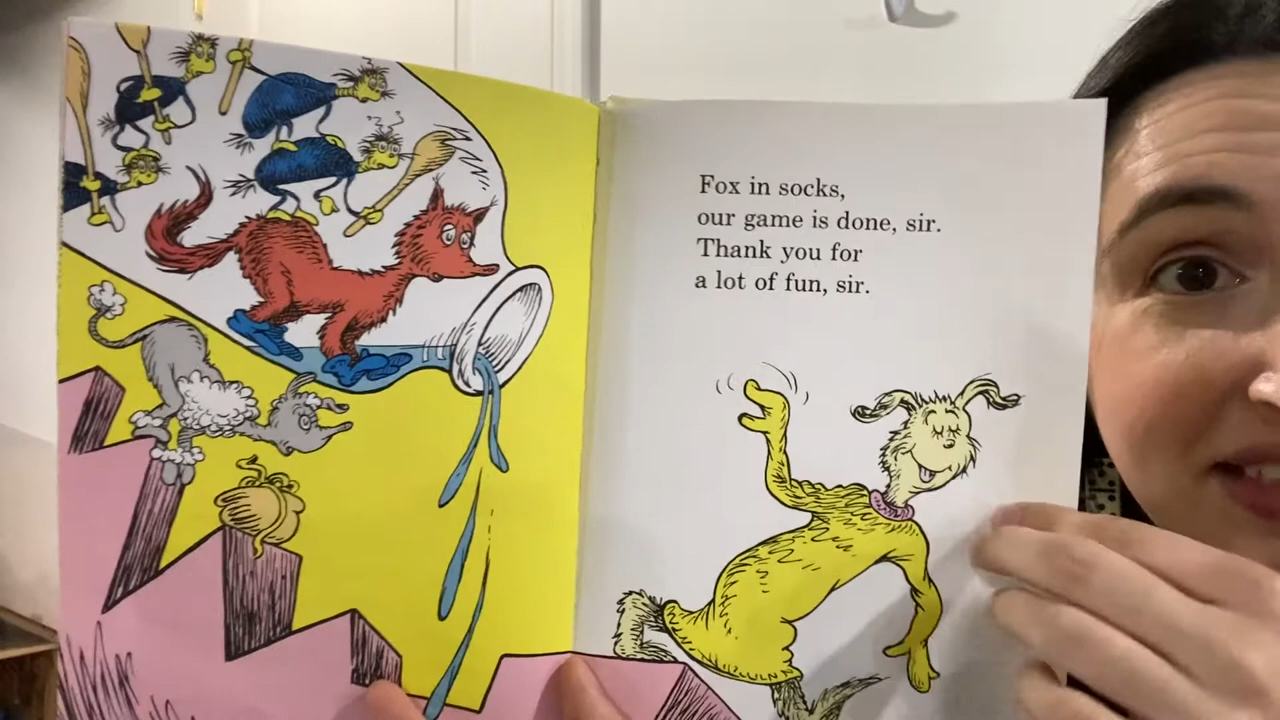 Fox in socks,
our game is done, sir.
Thank you for
a lot of fun, sir.